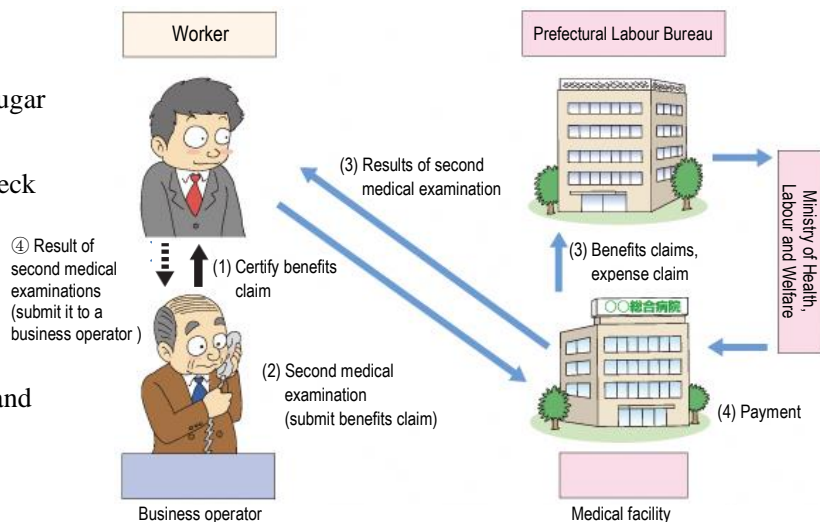 Worker
Prefectural Labour Bureau
ugar
eck
and
(3) Results of second
medical examination
④ Result of
second medical
examinations
(submit it to a
business operator )
(1) Certify benefits
claim
(3) Benefits claims,
expense claim
Ministry of Health,
Labour and Welfare
○○総合病院
(2) Second medical
examination
(submit benefits claim)
(4) Payment
Business operator
Medical facility